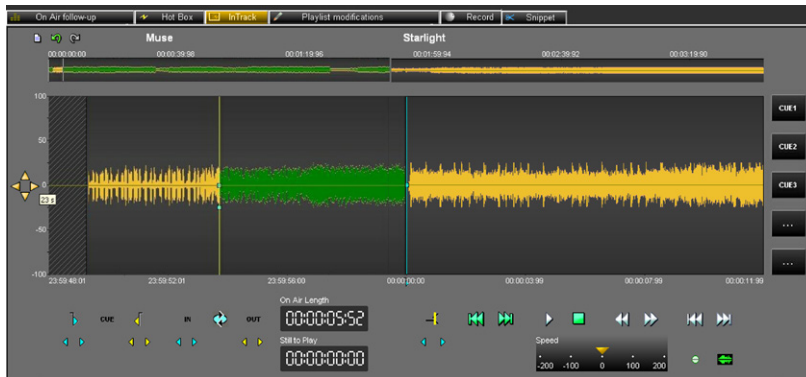 On Air follow-up Hot Box InTrack Playlist modifications Record Snippet
Muse Starlight
00:00:00:00 00:00:39:98 00:01:19:96 00:01:59:94 00:02:39:92 00:03:19:90
100
CUE1
50
CUE2
0
CUE3
23 s
...
-50
...
-100
23:59:48:01 23:59:52:01 23:59:56:00 00:00:00:00 00:00:03:99 00:00:07:99 00:00:11:99
On Air Length
CUE IN OUT 00:00:05:52
Still to Play
00:00:00:00
Speed
-200 -100 0 100 200